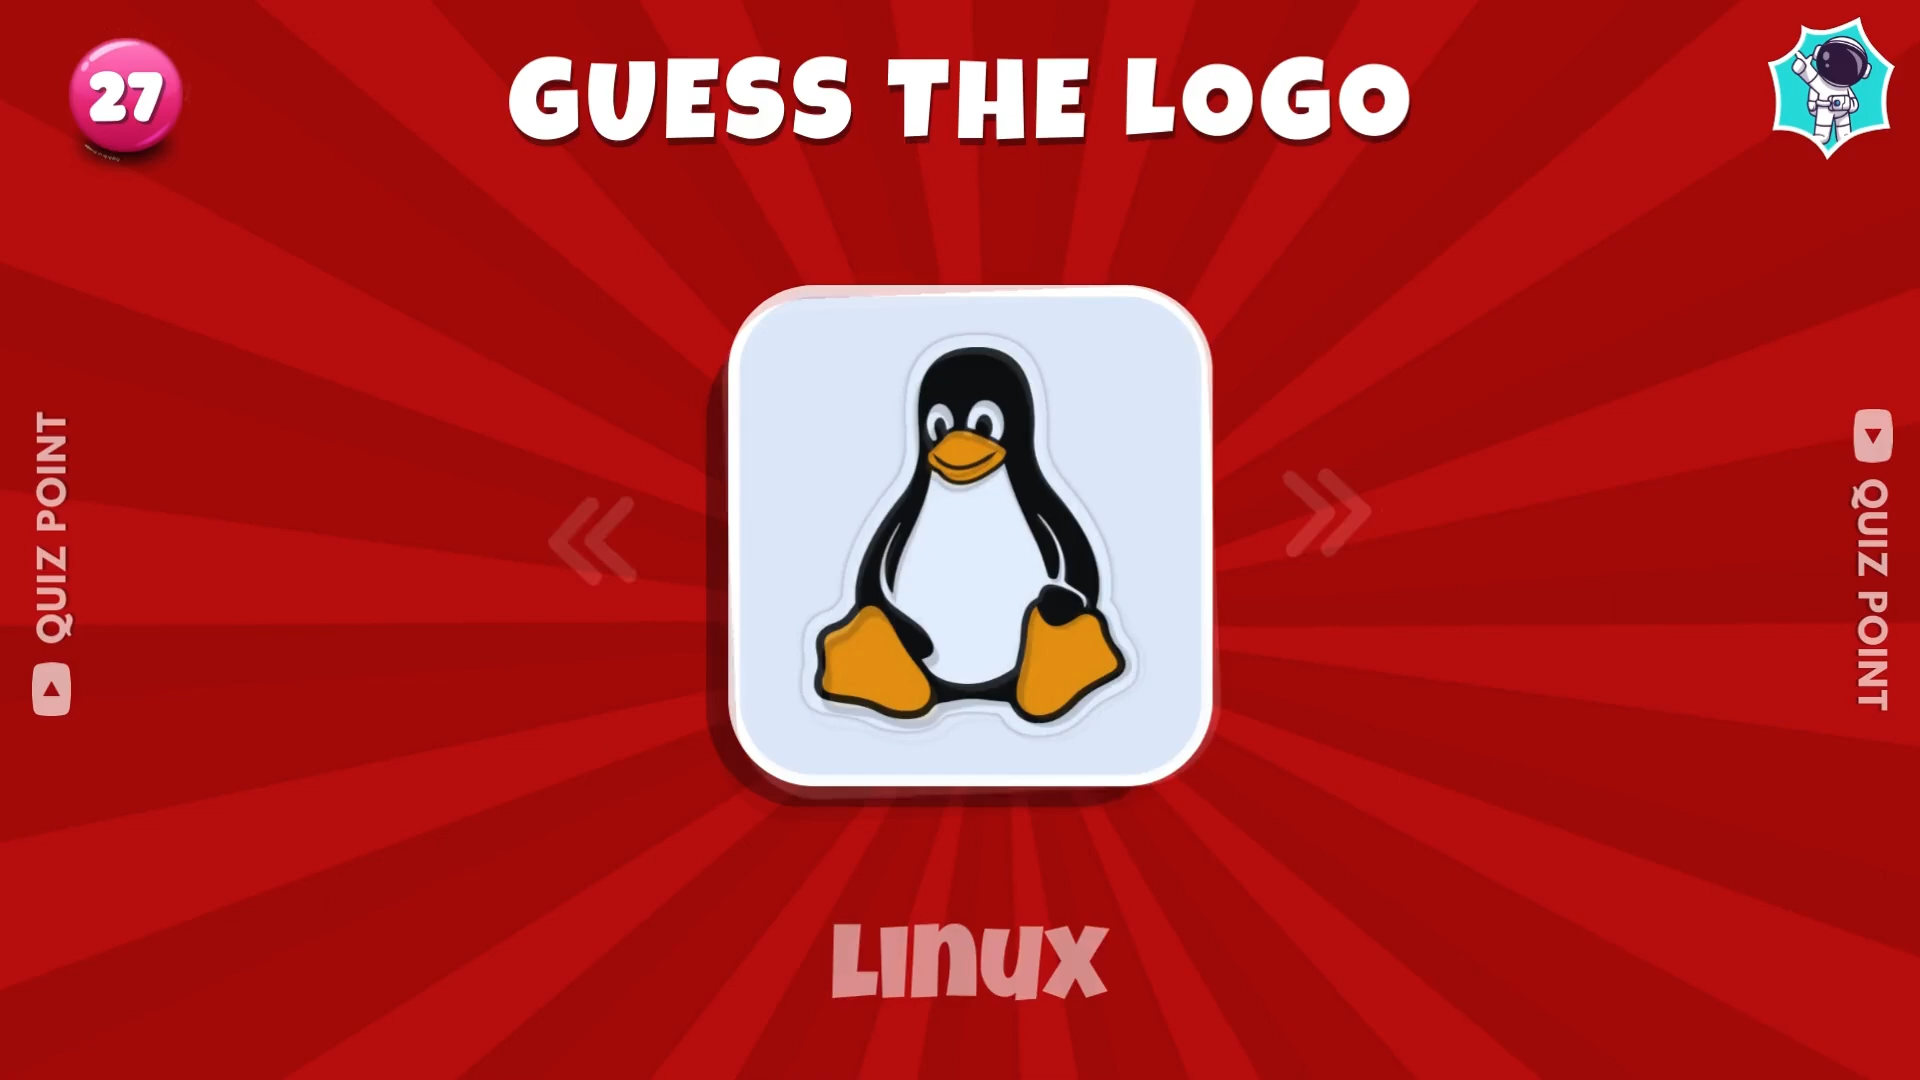 27
GUESS THE LOGO
QUIZ POINT
QUIZ POINT
Linux